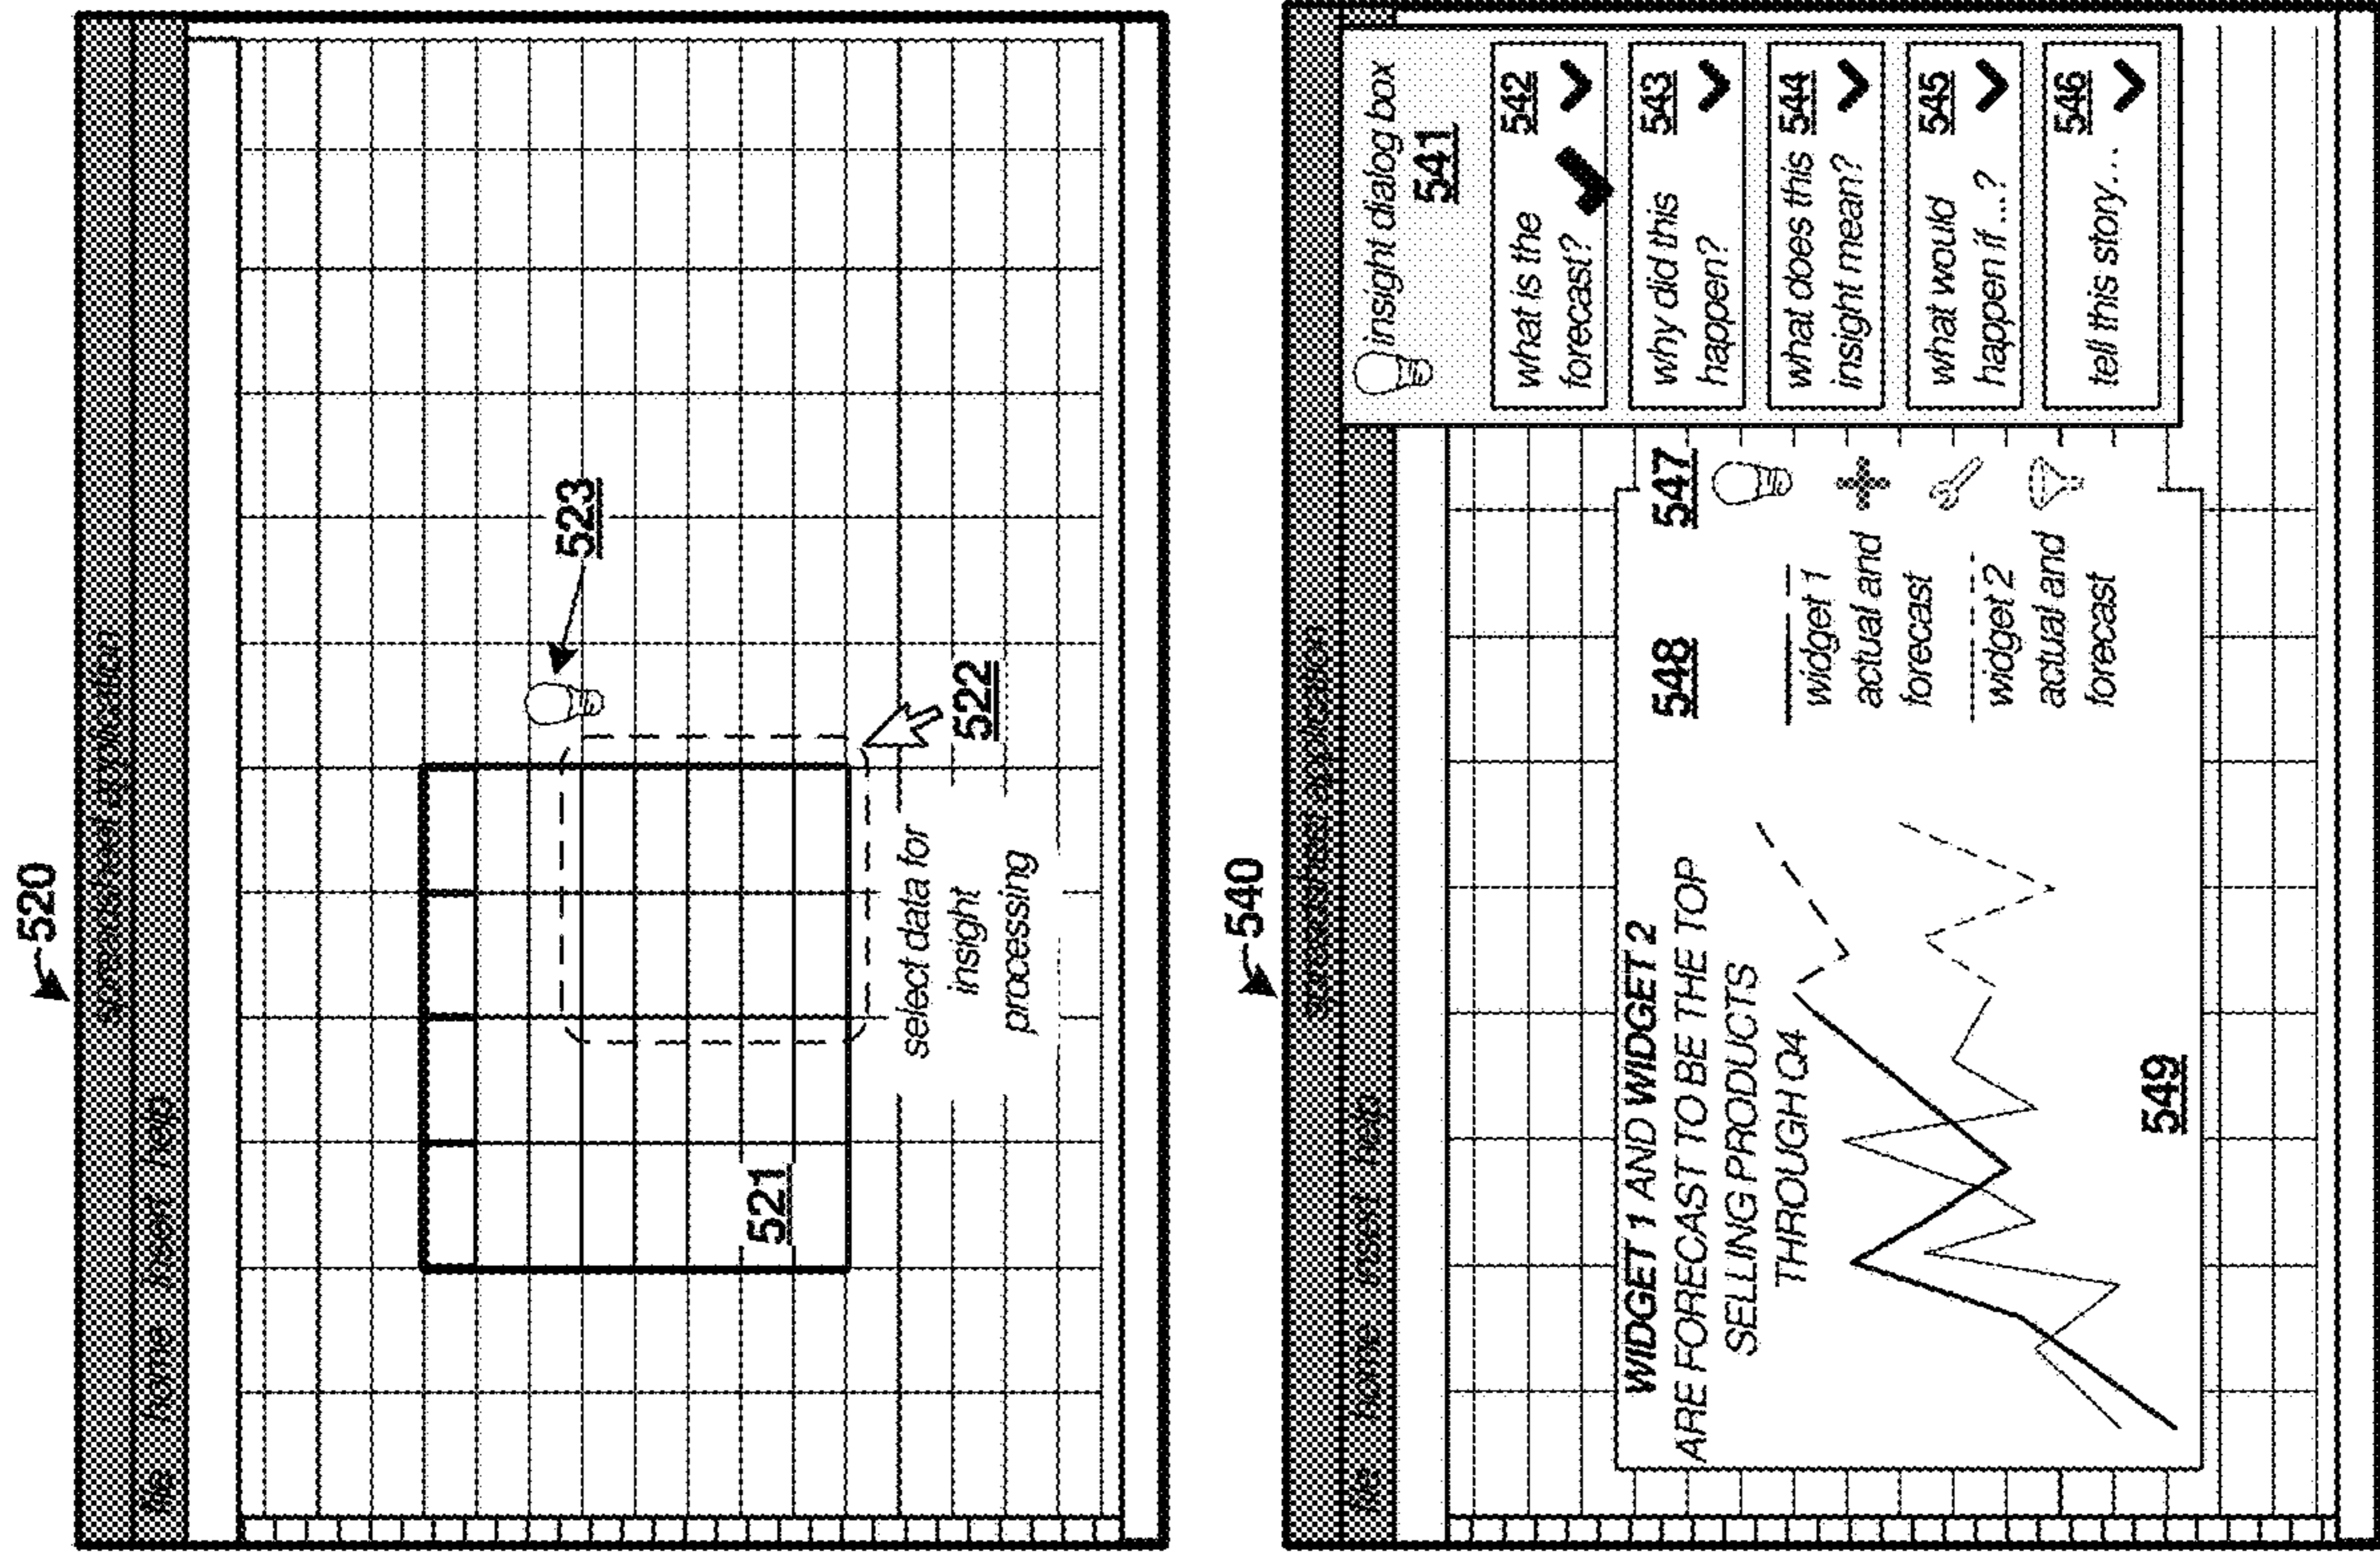 520
spreadsheet application
file home insert help
523
522
select data for
insight
processing
521
540
spreadsheet application
file home insert help
WIDGET 1 AND WIDGET 2
ARE FORECAST TO BE THE TOP
SELLING PRODUCTS
THROUGH Q4
548
547
widget 1
actual and
forecast
widget 2
actual and
forecast
549
insight dialog box
541
what is the
forecast?
542
why did this
happen?
543
what does this
insight mean?
544
what would
happen if...?
545
tell this story...
546